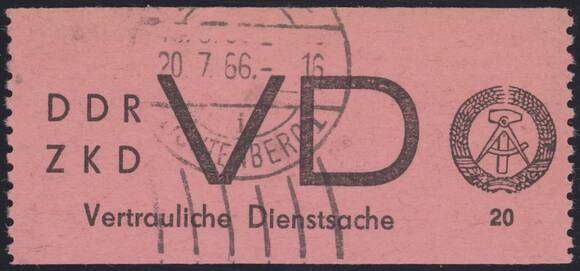 20.7.66.-16
DDR VD
ZKD
Vertrauliche Dienstsache 20